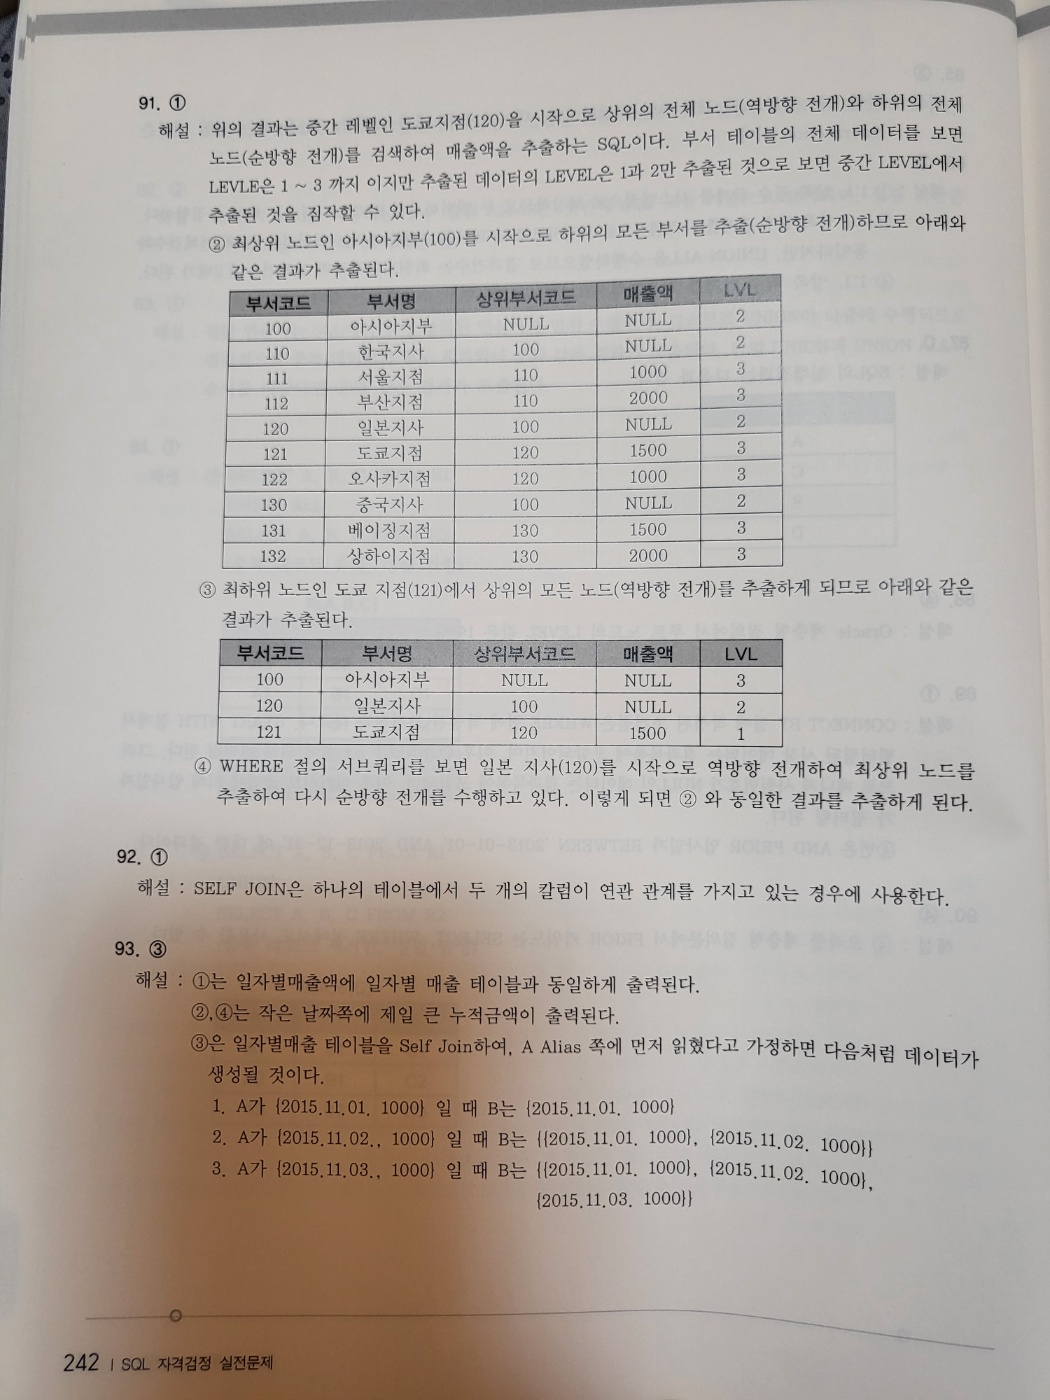 91. ①
해설 : 위의 결과는 중간 레벨인 도쿄지점(120)을 시작으로 상위의 전체 노드(역방향 전개)와 하위의 전체
노드(순방향 전개)를 검색하여 매출액을 추출하는 SQL이다. 부서 테이블의 전체 데이터를 보면
LEVLE은 1 ~ 3 까지 이지만 추출된 데이터의 LEVEL은 1과 2만 추출된 것으로 보면 중간 LEVEL에서
추출된 것을 짐작할 수 있다.
② 최상위 노드인 아시아지부(100)를 시작으로 하위의 모든 부서를 추출(순방향 전개)하므로 아래와
같은 결과가 추출된다.
부서코드 부서명 상위부서코드 매출액 LVL
100 아시아지부 NULL NULL 2
110 한국지사 100 NULL 2
111 서울지점 110 1000 3
112 부산지점 110 2000 3
120 일본지사 100 NULL 2
121 도쿄지점 120 1500 3
122 오사카지점 120 1000 3
130 중국지사 100 NULL 2
131 베이징지점 130 1500 3
132 상하이지점 130 2000 3
③ 최하위 노드인 도쿄 지점(121)에서 상위의 모든 노드(역방향 전개)를 추출하게 되므로 아래와 같은
결과가 추출된다.
부서코드 부서명 상위부서코드 매출액 LVL
100 아시아지부 NULL NULL 3
120 일본지사 100 NULL 2
121 도쿄지점 120 1500 1
④ WHERE 절의 서브쿼리를 보면 일본 지사(120)를 시작으로 역방향 전개하여 최상위 노드를
추출하여 다시 순방향 전개를 수행하고 있다. 이렇게 되면 ② 와 동일한 결과를 추출하게 된다.
92. ①
해설 : SELF JOIN은 하나의 테이블에서 두 개의 칼럼이 연관 관계를 가지고 있는 경우에 사용한다.
93. ③
해설 : ①는 일자별매출액에 일자별 매출 테이블과 동일하게 출력된다.
②,④는 작은 날짜쪽에 제일 큰 누적금액이 출력된다.
③은 일자별매출 테이블을 Self Join하여, A Alias 쪽에 먼저 읽혔다고 가정하면 다음처럼 데이터가
생성될 것이다.
1. A가 {2015.11.01. 1000} 일 때 B는 {2015.11.01. 1000}
2. A가 {2015.11.02., 1000} 일 때 B는 {{2015.11.01. 1000}, {2015.11.02. 1000}}
3. A가 {2015.11.03., 1000} 일 때 B는 {{2015.11.01. 1000}, {2015.11.02. 1000},
{2015.11.03. 1000}}
242 | SQL 자격검정 실전문제